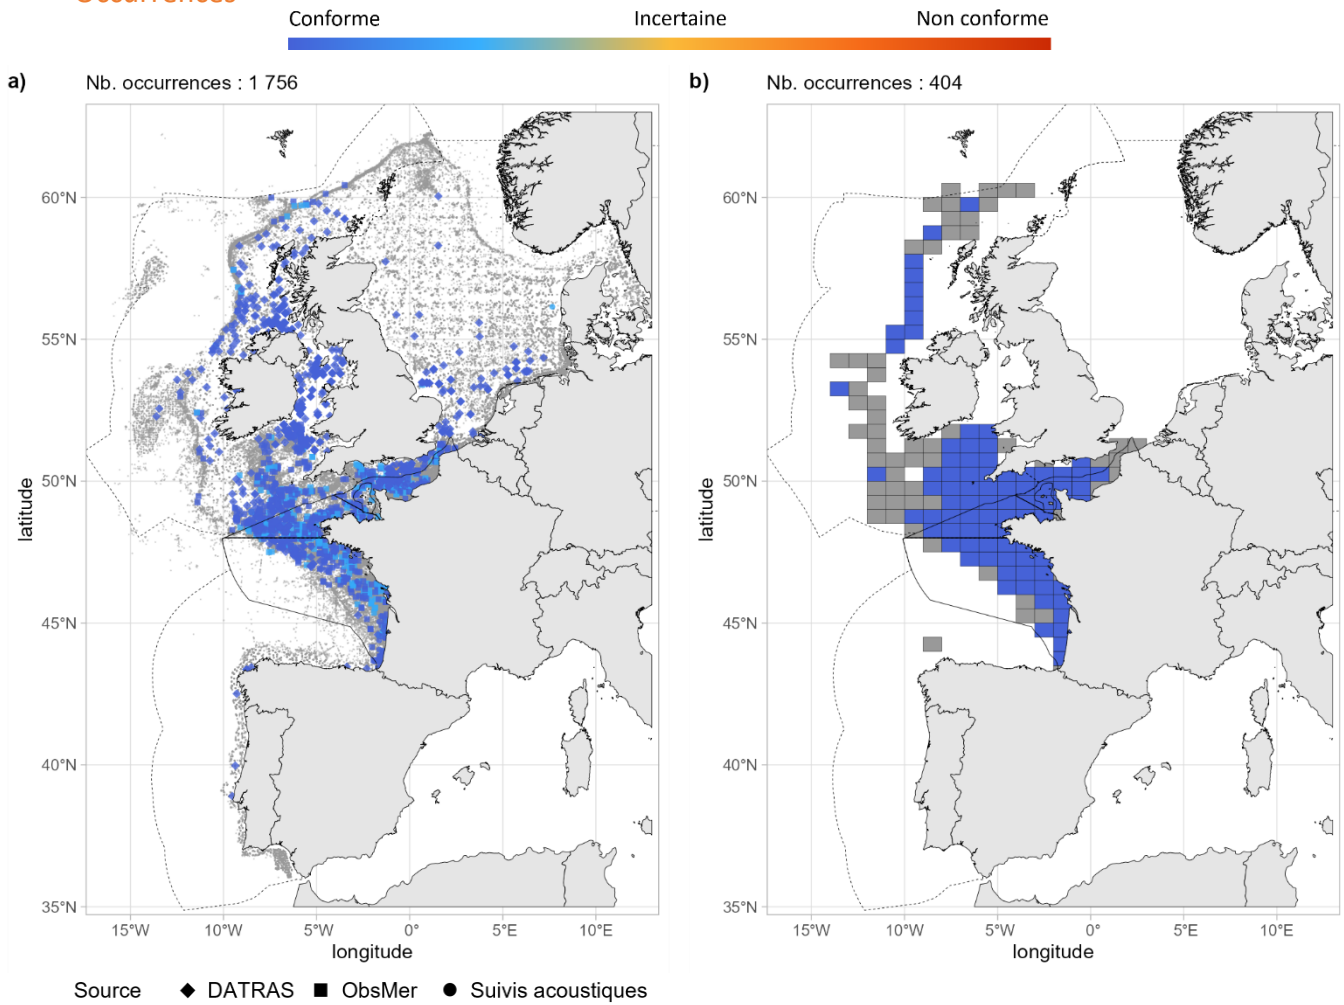 Occurrences
Conforme Incertaine Non conforme
a) Nb. occurrences : 1 756
b) Nb. occurrences : 404
latitude
60°N
55°N
50°N
45°N
40°N
35°N
15°W 10°W 5°W 0° 5°E 10°E
longitude
latitude
60°N
55°N
50°N
45°N
40°N
35°N
15°W 10°W 5°W 0° 5°E 10°E
longitude
Source DATRAS ObsMer Suivis acoustiques